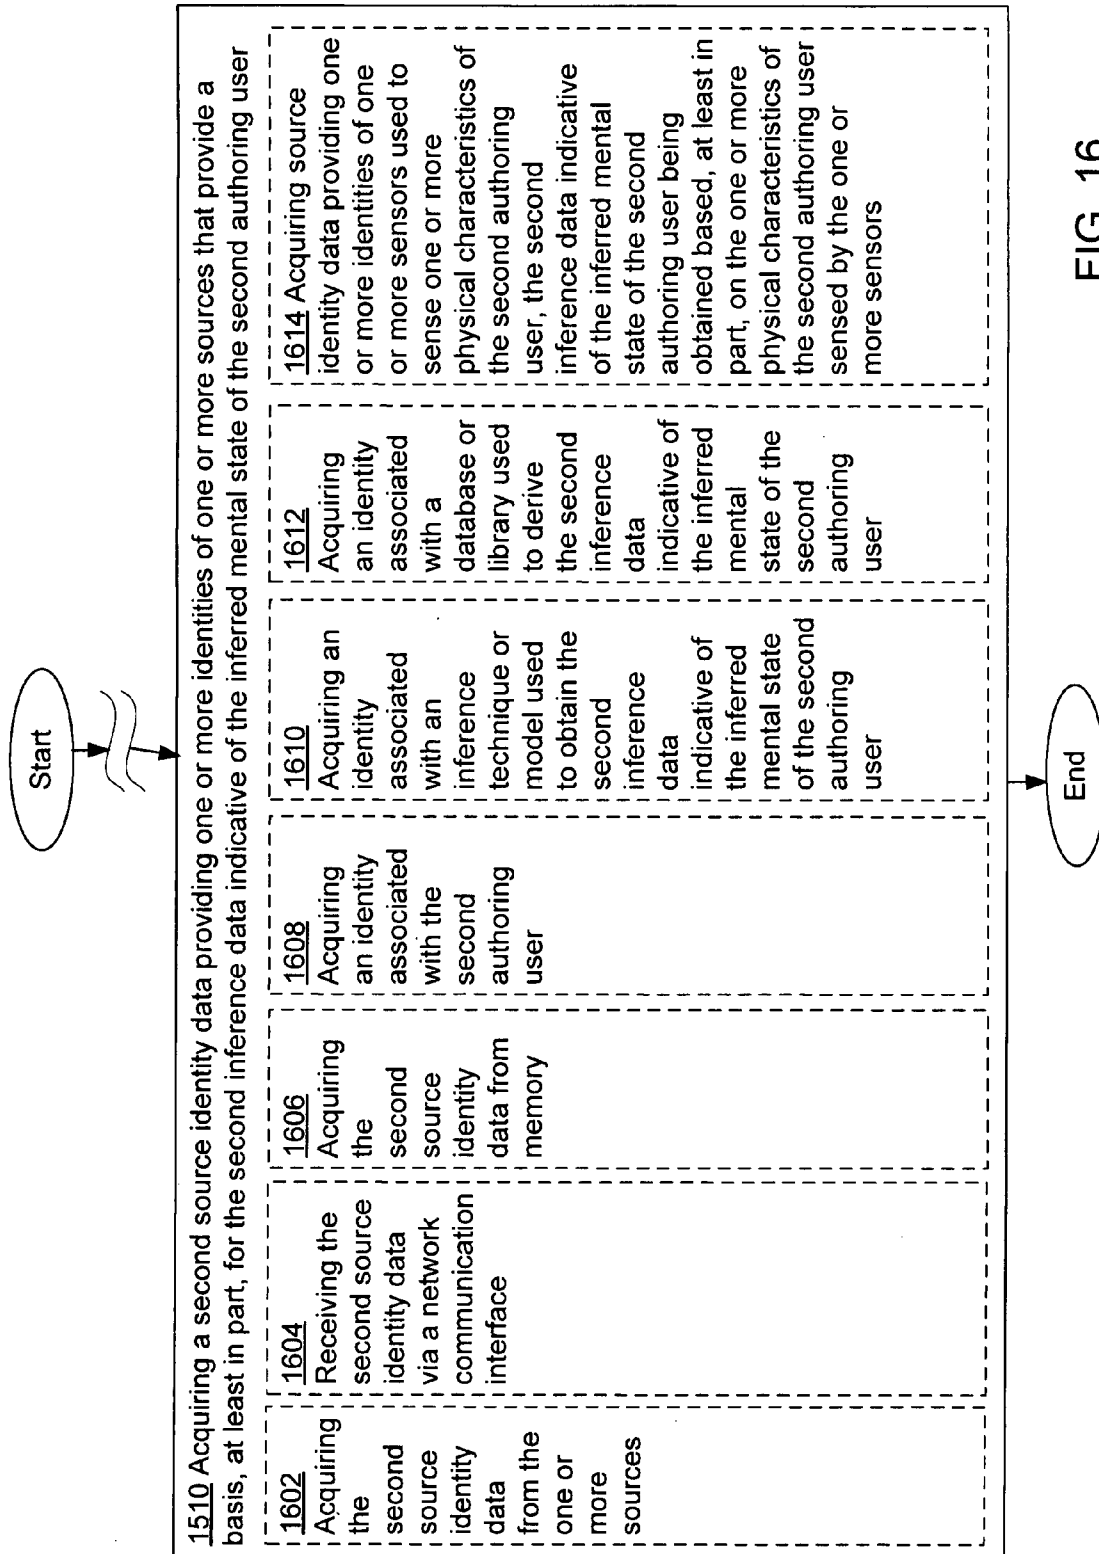 Start
1510 Acquiring a second source identity data providing one or more identities of one or more sources that provide a
basis, at least in part, for the second inference data indicative of the inferred mental state of the second authoring user
1602
Acquiring
the
second
source
identity
data
from the
one or
more
sources
1604
Receiving the
second source
identity data
via a network
communication
interface
1606
Acquiring
the
second
source
identity
data from
memory
1608
Acquiring
an identity
associated
with the
second
authoring
user
1610
Acquiring an
identity
associated
with an
inference
technique or
model used
to obtain the
second
inference
data
indicative of
the inferred
mental state
of the second
authoring
user
1612
Acquiring
an identity
associated
with a
database or
library used
to derive
the second
inference
data
indicative of
the inferred
mental
state of the
second
authoring
user
1614 Acquiring source
identity data providing one
or more identities of one
or more sensors used to
sense one or more
physical characteristics of
the second authoring
user, the second
inference data indicative
of the inferred mental
state of the second
authoring user being
obtained based, at least in
part, on the one or more
physical characteristics of
the second authoring user
sensed by the one or
more sensors
End
FIG. 16